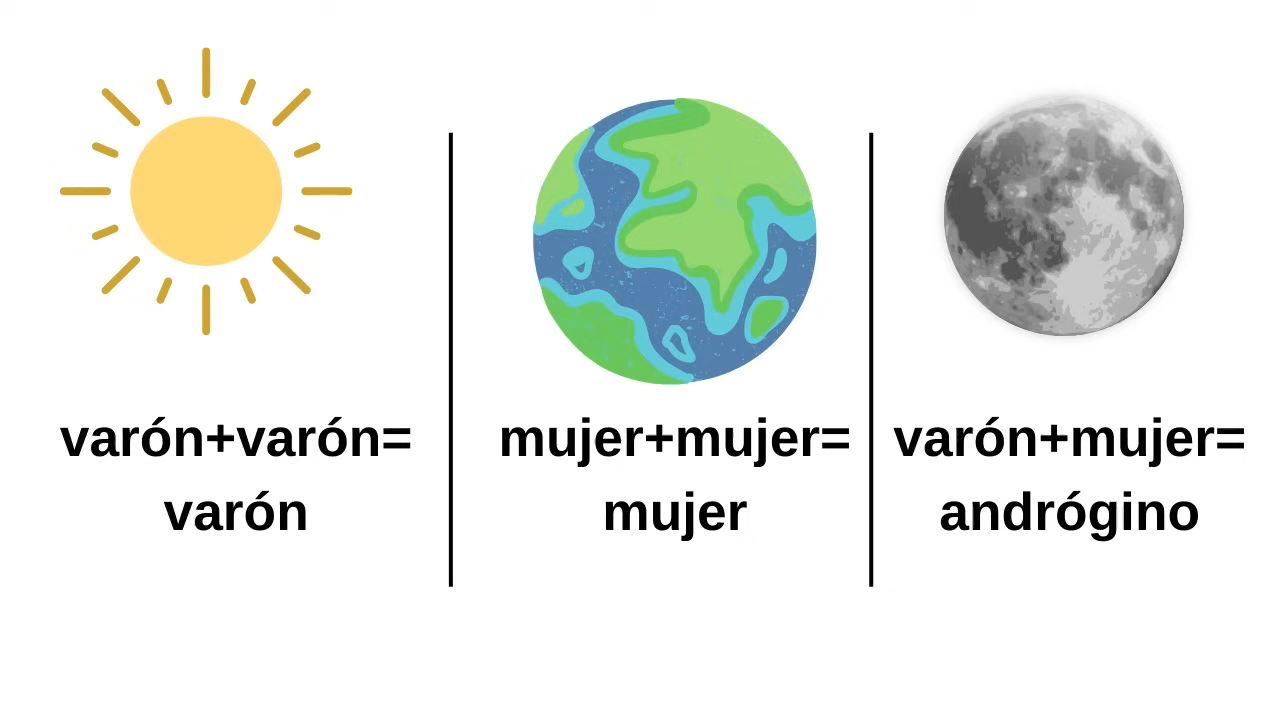 varón+varón=
varón
mujer+mujer=
mujer
varón+mujer=
andrógino